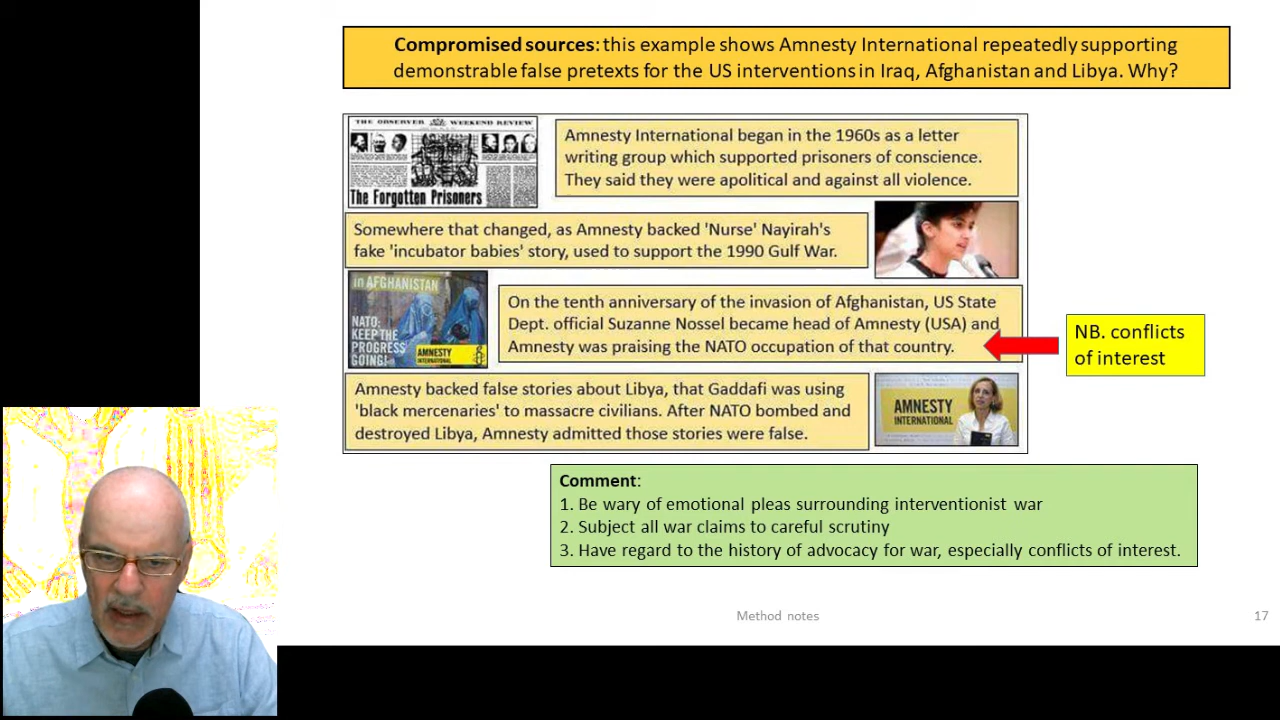 Compromised sources: this example shows Amnesty International repeatedly supporting
demonstrable false pretexts for the US interventions in Iraq, Afghanistan and Libya. Why?
THE OBSERVER WEEKEND REVIEW
The Forgotten Prisoners
Amnesty International began in the 1960s as a letter
writing group which supported prisoners of conscience.
They said they were apolitical and against all violence.
Somewhere that changed, as Amnesty backed 'Nurse' Nayirah's
fake 'incubator babies' story, used to support the 1990 Gulf War.
in AFGHANISTAN
NATO:
KEEP THE
PROGRESS
GOING!
AMNESTY
INTERNATIONAL
On the tenth anniversary of the invasion of Afghanistan, US State
Dept. official Suzanne Nossel became head of Amnesty (USA) and
Amnesty was praising the NATO occupation of that country.
NB. conflicts
of interest
Amnesty backed false stories about Libya, that Gaddafi was using
'black mercenaries' to massacre civilians. After NATO bombed and
destroyed Libya, Amnesty admitted those stories were false.
AMNESTY
INTERNATIONAL
Comment:
1. Be wary of emotional pleas surrounding interventionist war
2. Subject all war claims to careful scrutiny
3. Have regard to the history of advocacy for war, especially conflicts of interest.
Method notes
17